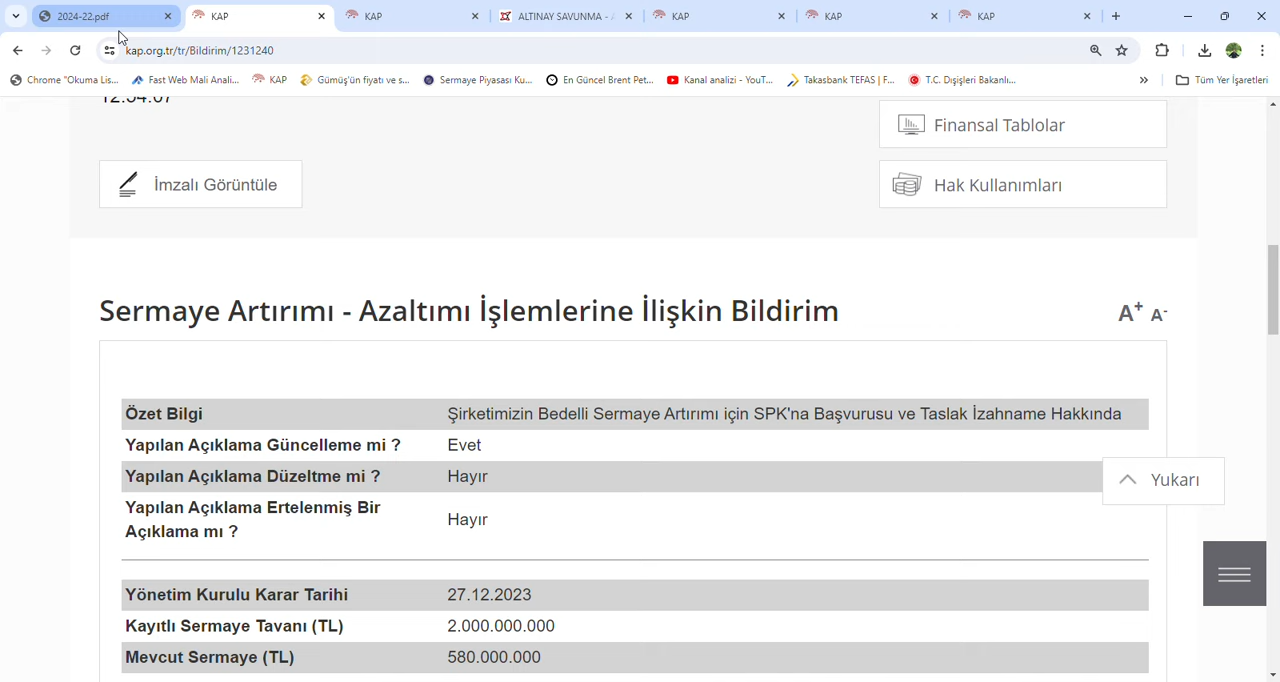 2024-22.pdf
KAP
KAP
ALTINAY SAVUNMA - A
KAP
KAP
KAP
kap.org.tr/tr/Bildirim/1231240
Chrome "Okuma Lis...
Fast Web Mali Anali...
KAP
Gümüş'ün fiyatı ve s...
Sermaye Piyasası Ku...
En Güncel Brent Pet...
Kanal analizi - YouT...
Takasbank TEFAS | F...
T.C. Dışişleri Bakanlı...
»
Tüm Yer İşaretleri
12:54:07
Finansal Tablolar
İmzalı Görüntüle
Hak Kullanımları
Sermaye Artırımı - Azaltımı İşlemlerine İlişkin Bildirim
A+ A-
Özet Bilgi Şirketimizin Bedelli Sermaye Artırımı için SPK'na Başvurusu ve Taslak İzahname Hakkında
Yapılan Açıklama Güncelleme mi ? Evet
Yapılan Açıklama Düzeltme mi ? Hayır
Yukarı
Yapılan Açıklama Ertelenmiş Bir
Açıklama mı ? Hayır
Yönetim Kurulu Karar Tarihi 27.12.2023
Kayıtlı Sermaye Tavanı (TL) 2.000.000.000
Mevcut Sermaye (TL) 580.000.000